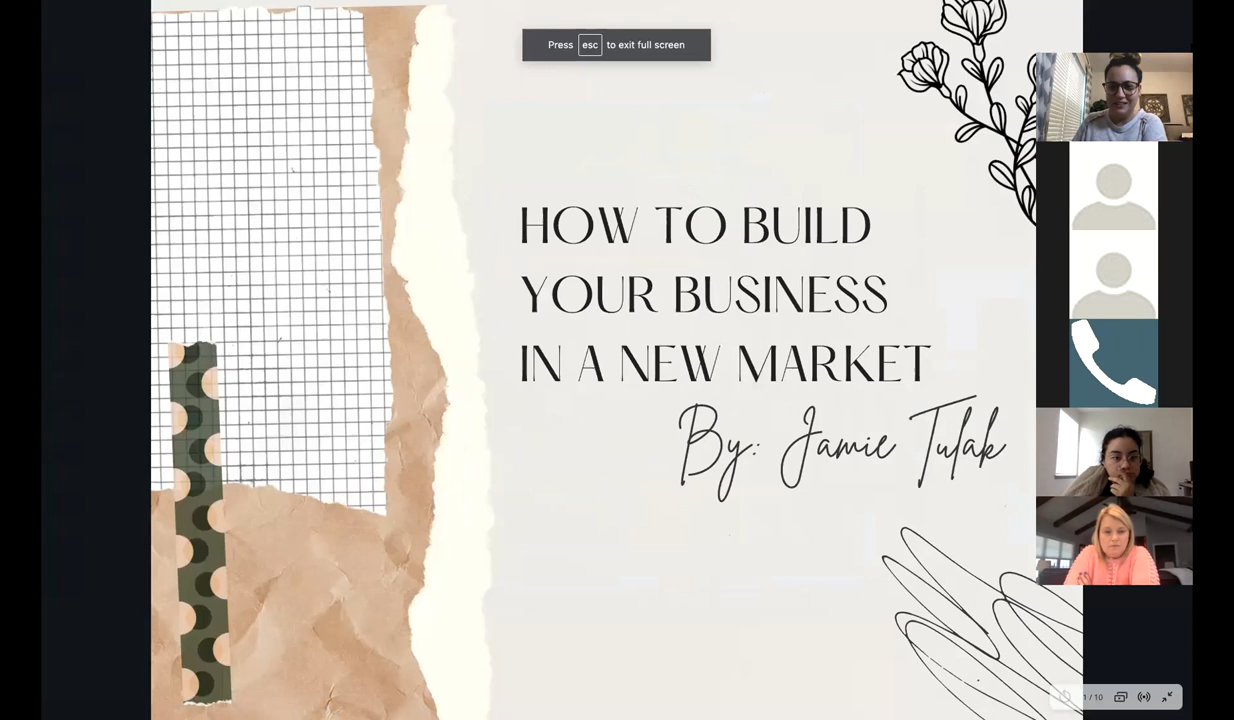 Press esc to exit full screen
HOW TO BUILD
YOUR BUSINESS
IN A NEW MARKET
By: Jamie Tulak
1 / 10